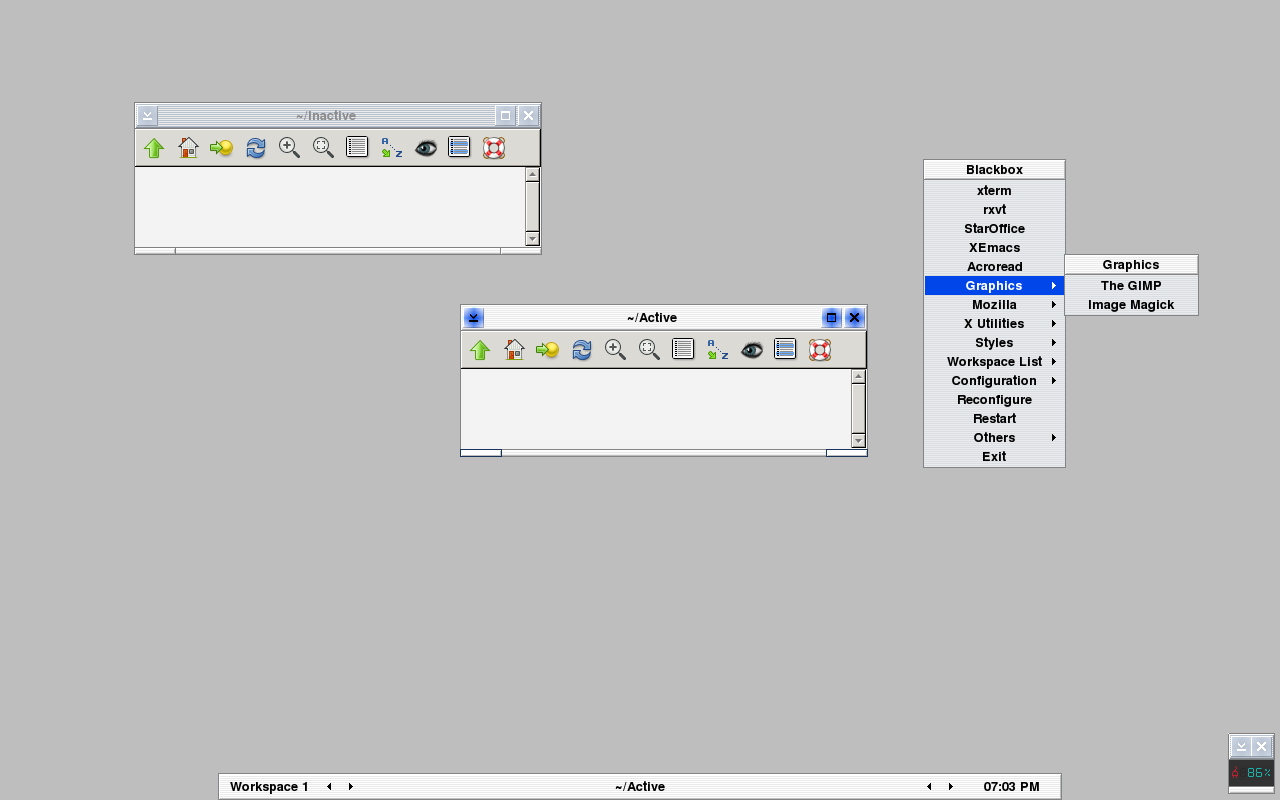 ~/Inactive
A
Z
Blackbox
xterm
rxvt
StarOffice
XEmacs
Acroread
Graphics
Mozilla
X Utilities
Styles
Workspace List
Configuration
Reconfigure
Restart
Others
Exit
Graphics
The GIMP
Image Magick
~/Active
A
Z
86%
Workspace 1
~/Active
07:03 PM